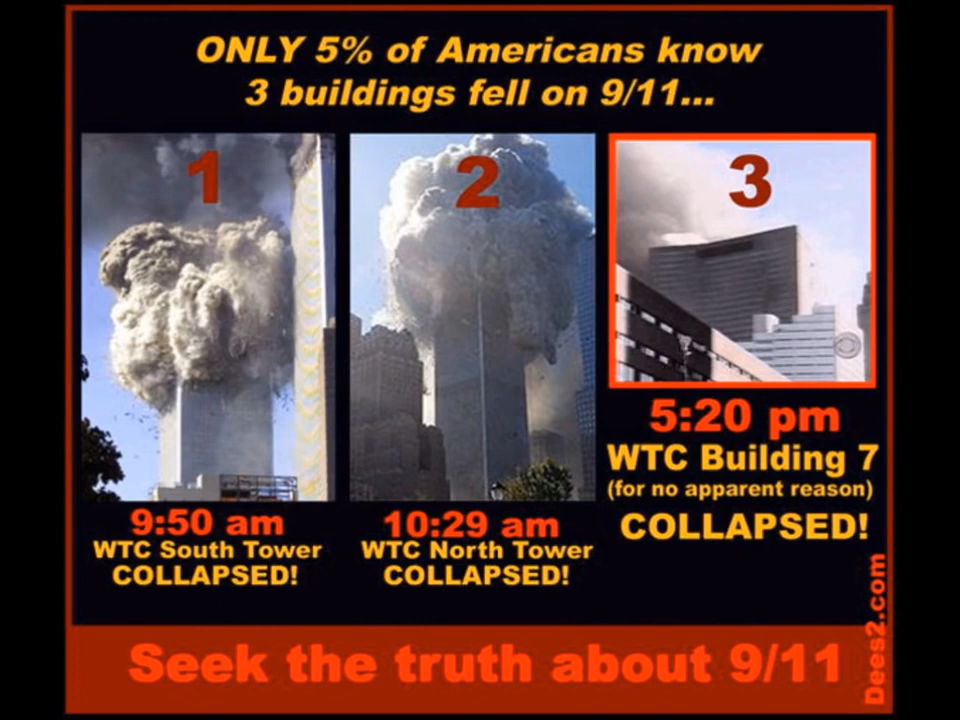 ONLY 5% of Americans know
3 buildings fell on 9/11...
1
2
3
9:50 am
WTC South Tower
COLLAPSED!
10:29 am
WTC North Tower
COLLAPSED!
5:20 pm
WTC Building 7
(for no apparent reason)
COLLAPSED!
Seek the truth about 9/11
Dees2.com